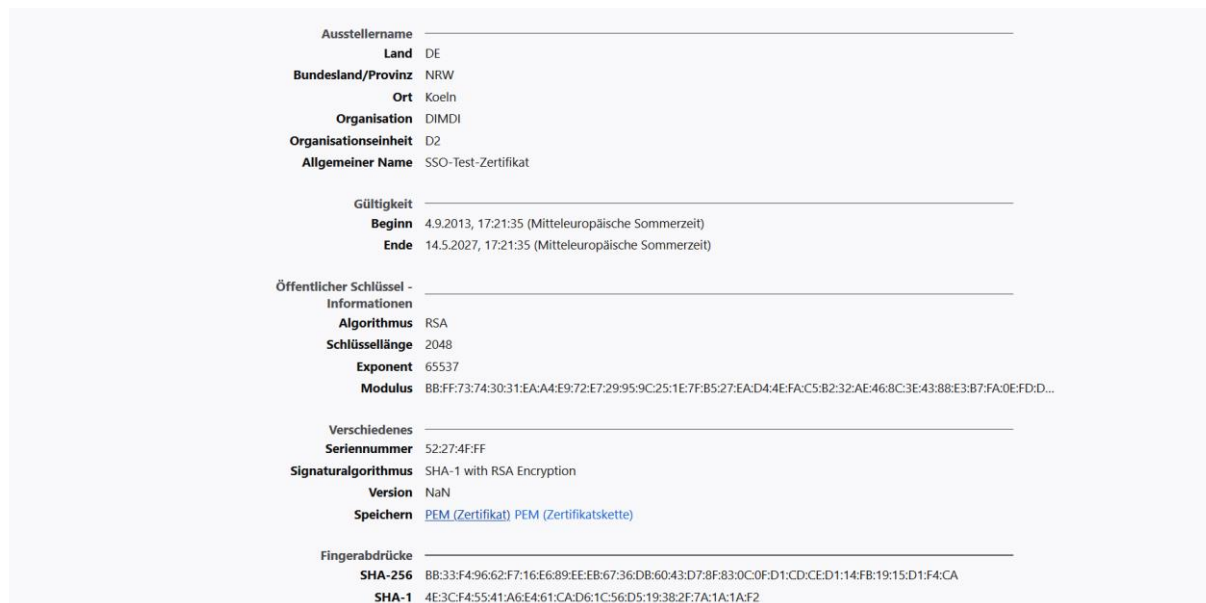 Ausstellername
Land DE
Bundesland/Provinz NRW
Ort Koeln
Organisation DIMDI
Organisationseinheit D2
Allgemeiner Name SSO-Test-Zertifikat
Gültigkeit
Beginn 4.9.2013, 17:21:35 (Mitteleuropäische Sommerzeit)
Ende 14.5.2027, 17:21:35 (Mitteleuropäische Sommerzeit)
Öffentlicher Schlüssel -
Informationen
Algorithmus RSA
Schlüssellänge 2048
Exponent 65537
Modulus BB:FF:73:74:30:31:EA:A4:E9:72:E7:29:95:9C:25:1E:7F:B5:27:EA:D4:4E:FA:C5:B2:32:AE:46:8C:3E:43:88:E3:B7:FA:0E:FD:D...
Verschiedenes
Seriennummer 52:27:4F:FF
Signaturalgorithmus SHA-1 with RSA Encryption
Version NaN
Speichern PEM (Zertifikat) PEM (Zertifikatskette)
Fingerabdrücke
SHA-256 BB:33:F4:96:62:F7:16:E6:89:EE:EB:67:36:DB:60:43:D7:8F:83:0C:0F:D1:CD:CE:D1:14:FB:19:15:D1:F4:CA
SHA-1 4E:3C:F4:55:41:A6:E4:61:CA:D6:1C:56:D5:19:38:2F:7A:1A:1A:F2